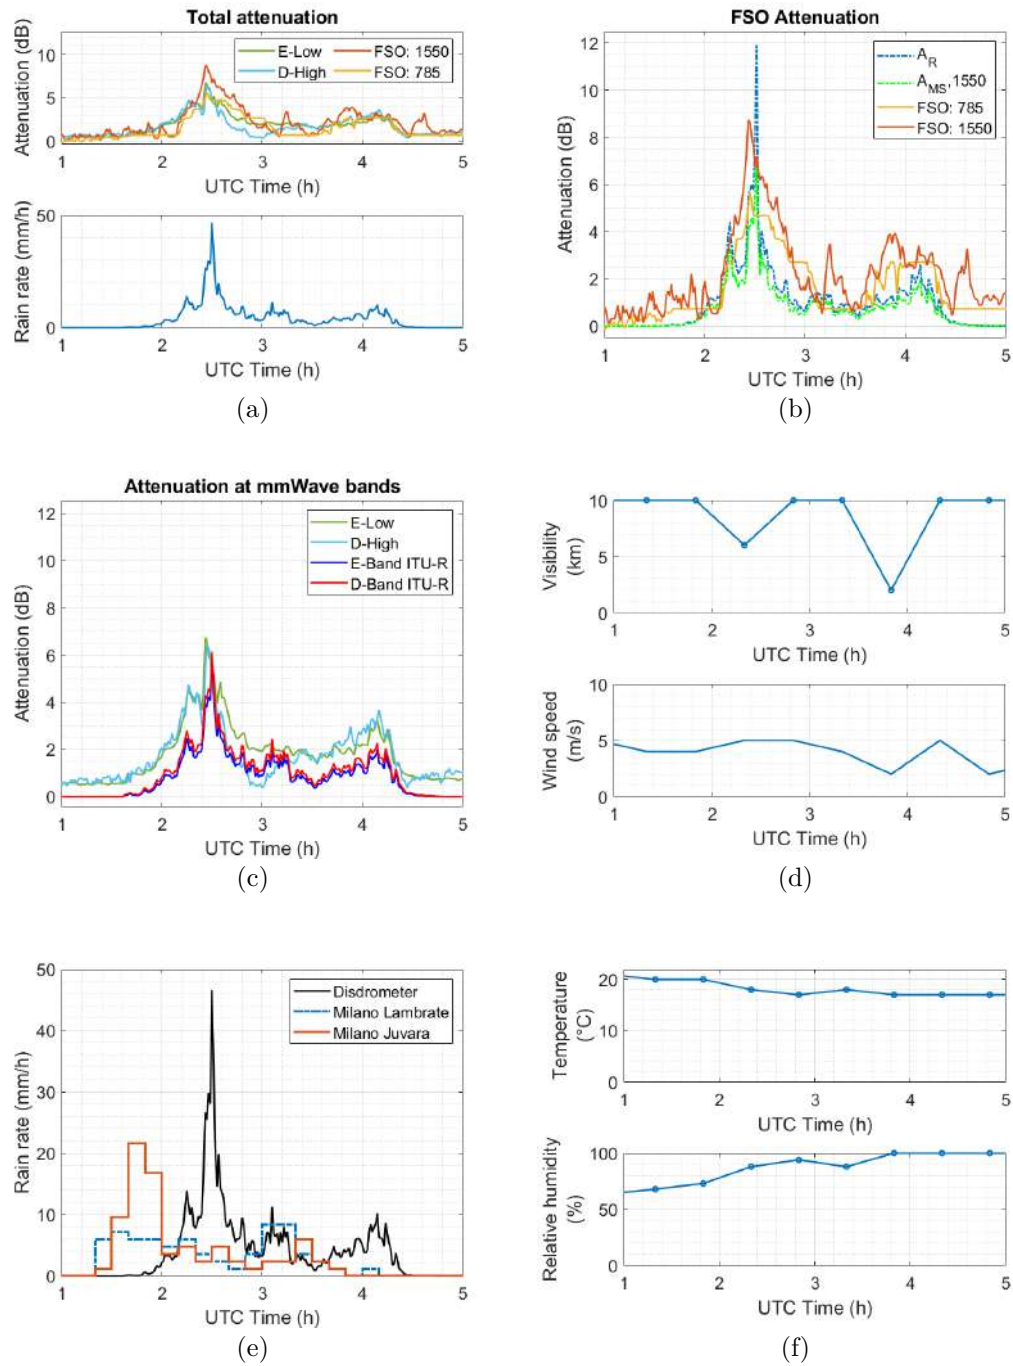 Total attenuation
Attenuation (dB)
10
5
0
E-Low
D-High
FSO: 1550
FSO: 785
1 2 3 4 5
UTC Time (h)
Rain rate (mm/h)
50
0
1 2 3 4 5
UTC Time (h)
(a)
FSO Attenuation
Attenuation (dB)
12
10
8
6
4
2
0
A_R
A_MS,1550
FSO: 785
FSO: 1550
1 2 3 4 5
UTC Time (h)
(b)
Attenuation at mmWave bands
Attenuation (dB)
12
10
8
6
4
2
0
E-Low
D-High
E-Band ITU-R
D-Band ITU-R
1 2 3 4 5
UTC Time (h)
(c)
Visibility
(km)
10
5
0
1 2 3 4 5
UTC Time (h)
Wind speed
(m/s)
10
5
0
1 2 3 4 5
UTC Time (h)
(d)
Rain rate (mm/h)
50
40
30
20
10
0
Disdrometer
Milano Lambrate
Milano Juvara
1 2 3 4 5
UTC Time (h)
(e)
Temperature
(°C)
20
10
0
1 2 3 4 5
UTC Time (h)
Relative humidity
(%)
100
50
0
1 2 3 4 5
UTC Time (h)
(f)